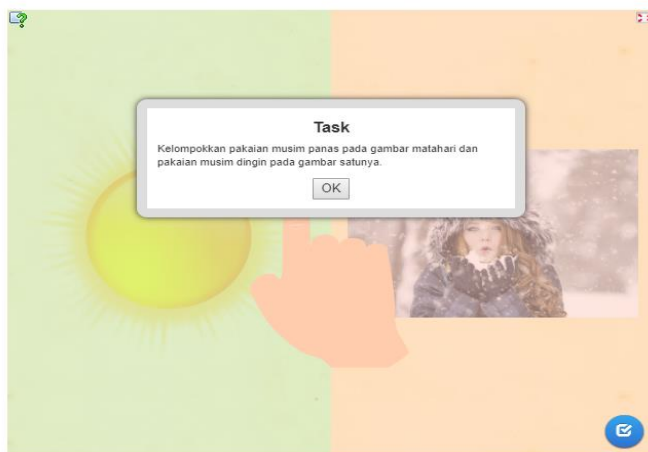 Task
Kelompokkan pakaian musim panas pada gambar matahari dan
pakaian musim dingin pada gambar satunya.
OK